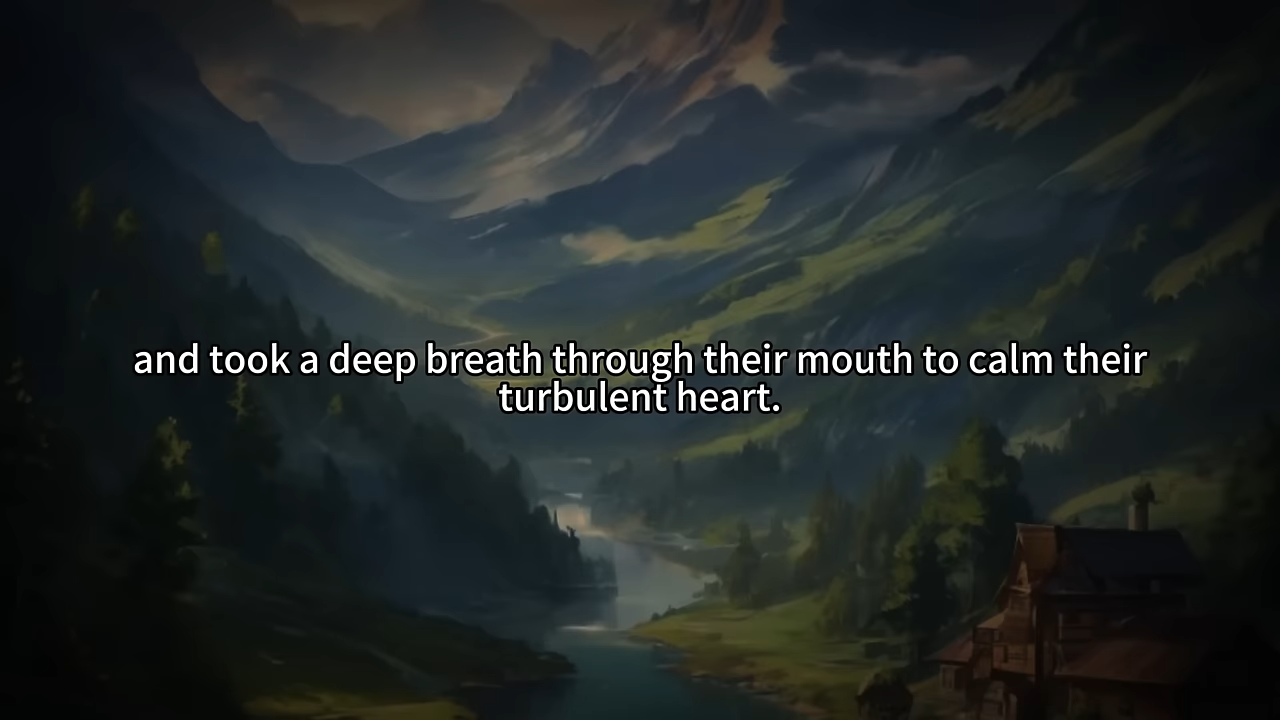 and took a deep breath through their mouth to calm their
turbulent heart.